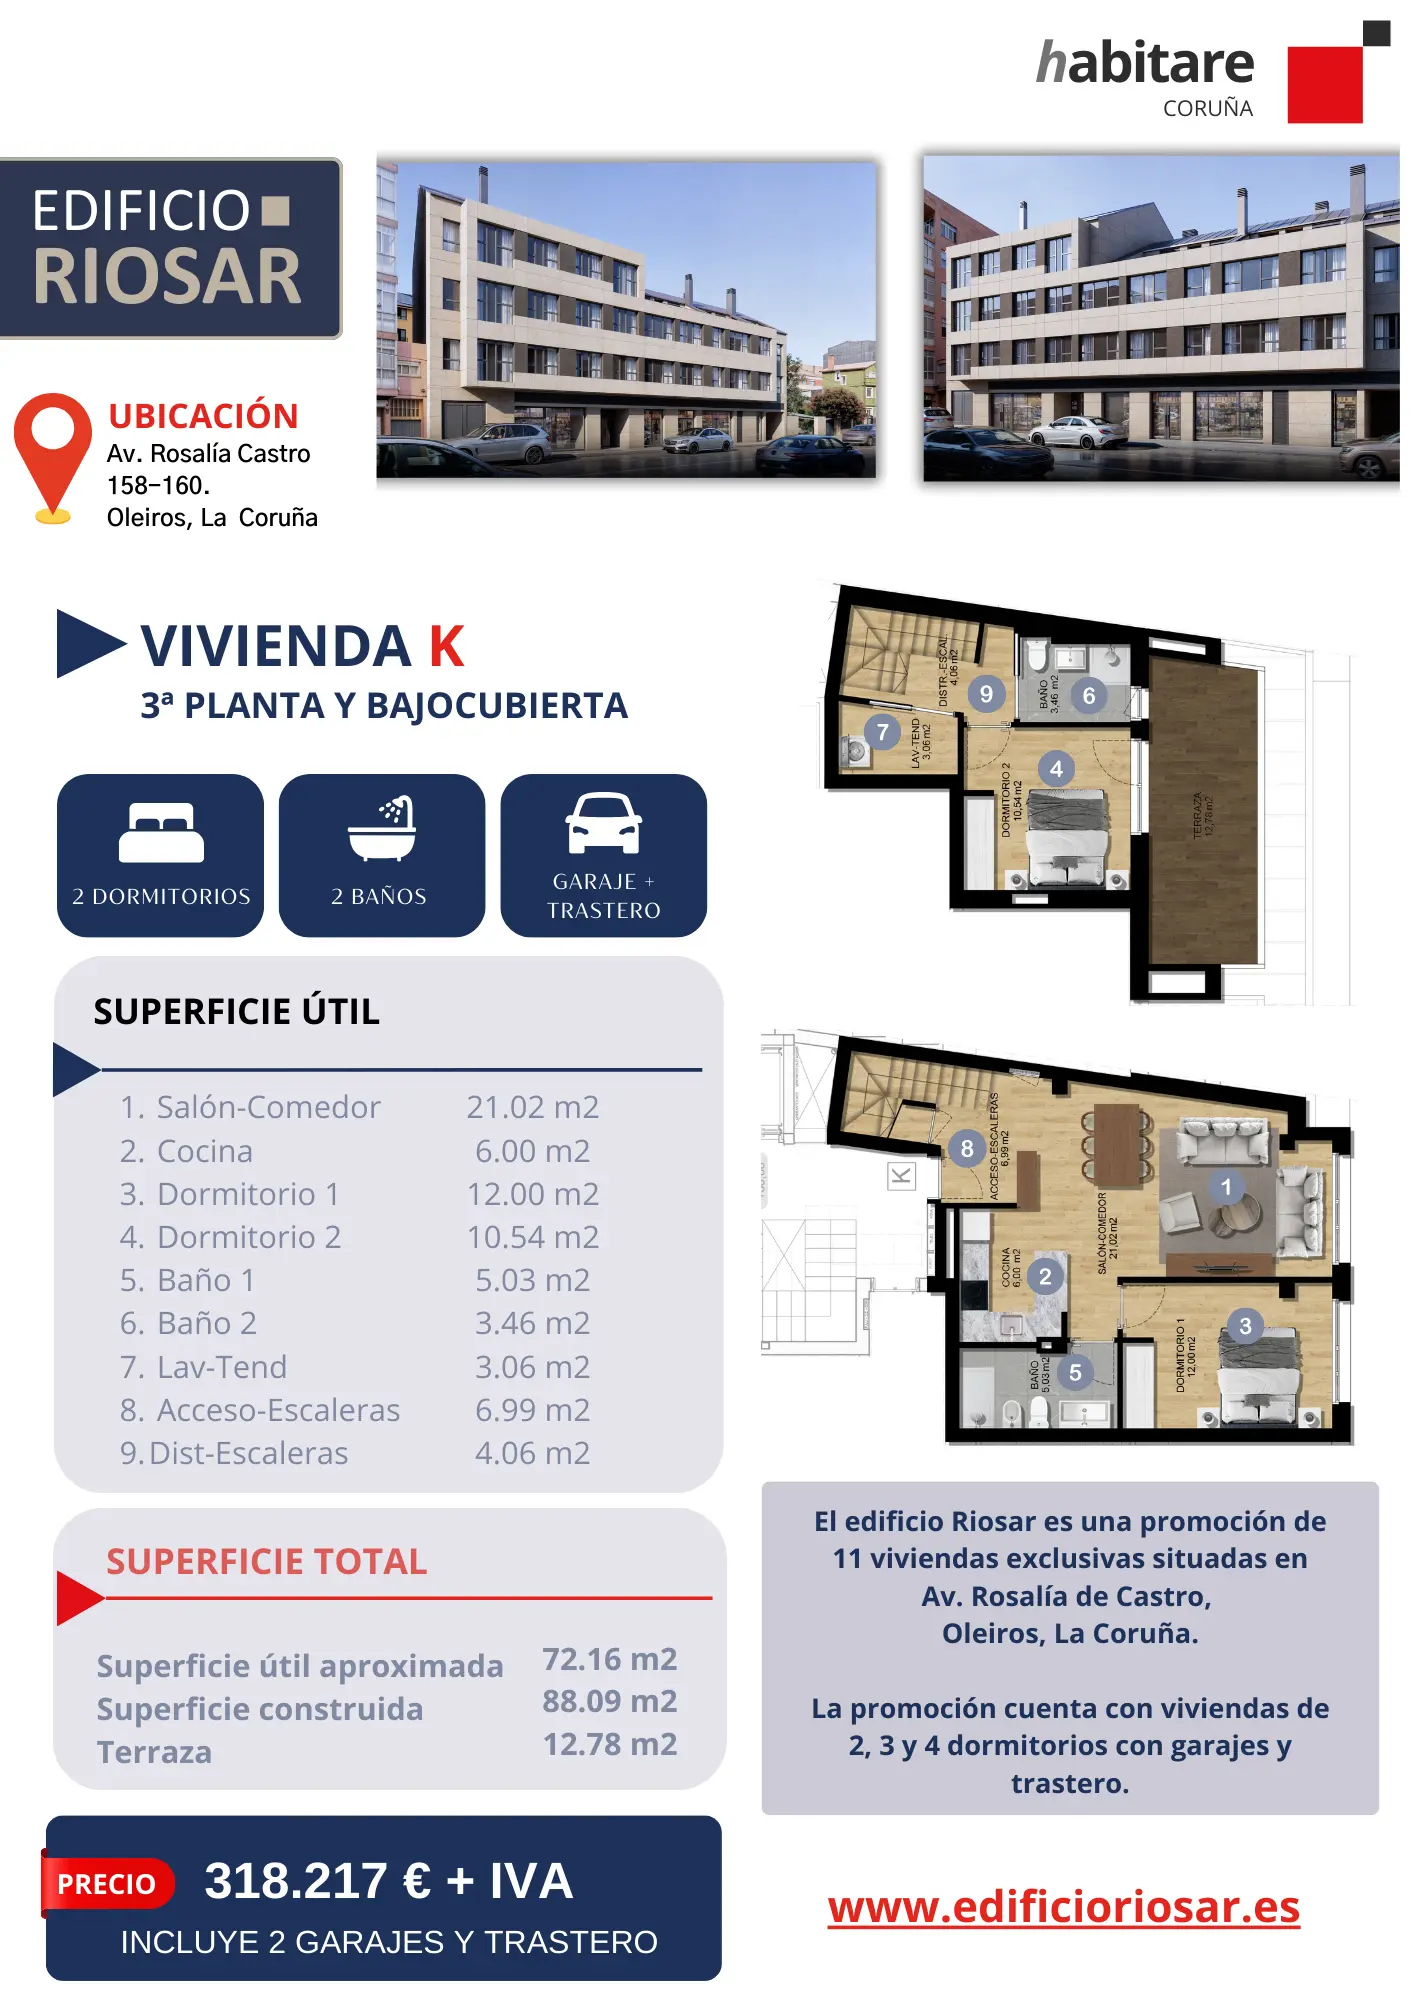 habitare
CORUÑA
EDIFICIO
RIOSAR
UBICACIÓN
Av. Rosalía Castro
158-160.
Oleiros, La Coruña
VIVIENDA K
3ª PLANTA Y BAJOCUBIERTA
2 DORMITORIOS
2 BAÑOS
GARAJE +
TRASTERO
SUPERFICIE ÚTIL
1. Salón-Comedor 21.02 m2
2. Cocina 6.00 m2
3. Dormitorio 1 12.00 m2
4. Dormitorio 2 10.54 m2
5. Baño 1 5.03 m2
6. Baño 2 3.46 m2
7. Lav-Tend 3.06 m2
8. Acceso-Escaleras 6.99 m2
9. Dist-Escaleras 4.06 m2
SUPERFICIE TOTAL
Superficie útil aproximada 72.16 m2
Superficie construida 88.09 m2
Terraza 12.78 m2
PRECIO
318.217 € + IVA
INCLUYE 2 GARAJES Y TRASTERO
DISTR.-ESCAL.
4,06 m2
9
BAÑO
3,46 m2
6
7
LAV-TEND
3,06 m2
DORMITORIO 2
10,54 m2
4
TERRAZA
12,78 m2
8
ACCESO-ESCALERAS
6,99 m2
K
1
SALÓN-COMEDOR
21,02 m2
COCINA
6,00 m2
2
DORMITORIO 1
12,00 m2
3
BAÑO
5,03 m2
5
El edificio Riosar es una promoción de
11 viviendas exclusivas situadas en
Av. Rosalía de Castro,
Oleiros, La Coruña.
La promoción cuenta con viviendas de
2, 3 y 4 dormitorios con garajes y
trastero.
www.edificioriosar.es